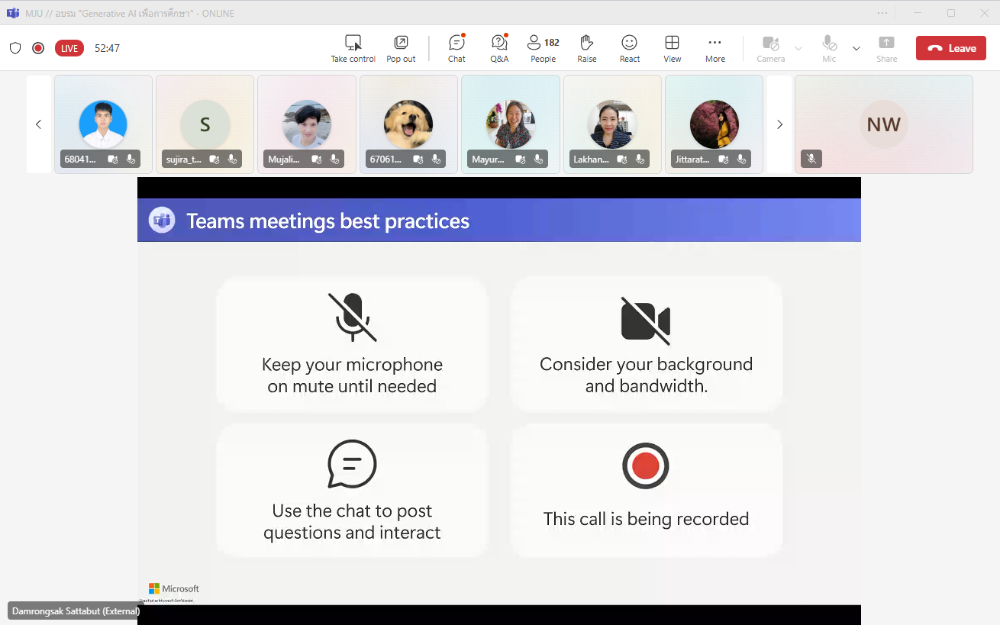 MJU // อบรม "Generative AI เพื่อการศึกษา" - ONLINE
LIVE
52:47
Take control
Pop out
Chat
Q&A
182
People
Raise
React
View
More
Camera
Mic
Share
Leave
S
NW
68041...
sujira_t...
Mujali...
67061...
Mayur...
Lakhan...
Jittarat...
Teams meetings best practices
Keep your microphone
on mute until needed
Consider your background
and bandwidth.
Use the chat to post
questions and interact
This call is being recorded
Microsoft
Classified as Microsoft Confidential
Damrongsak Sattabut (External)